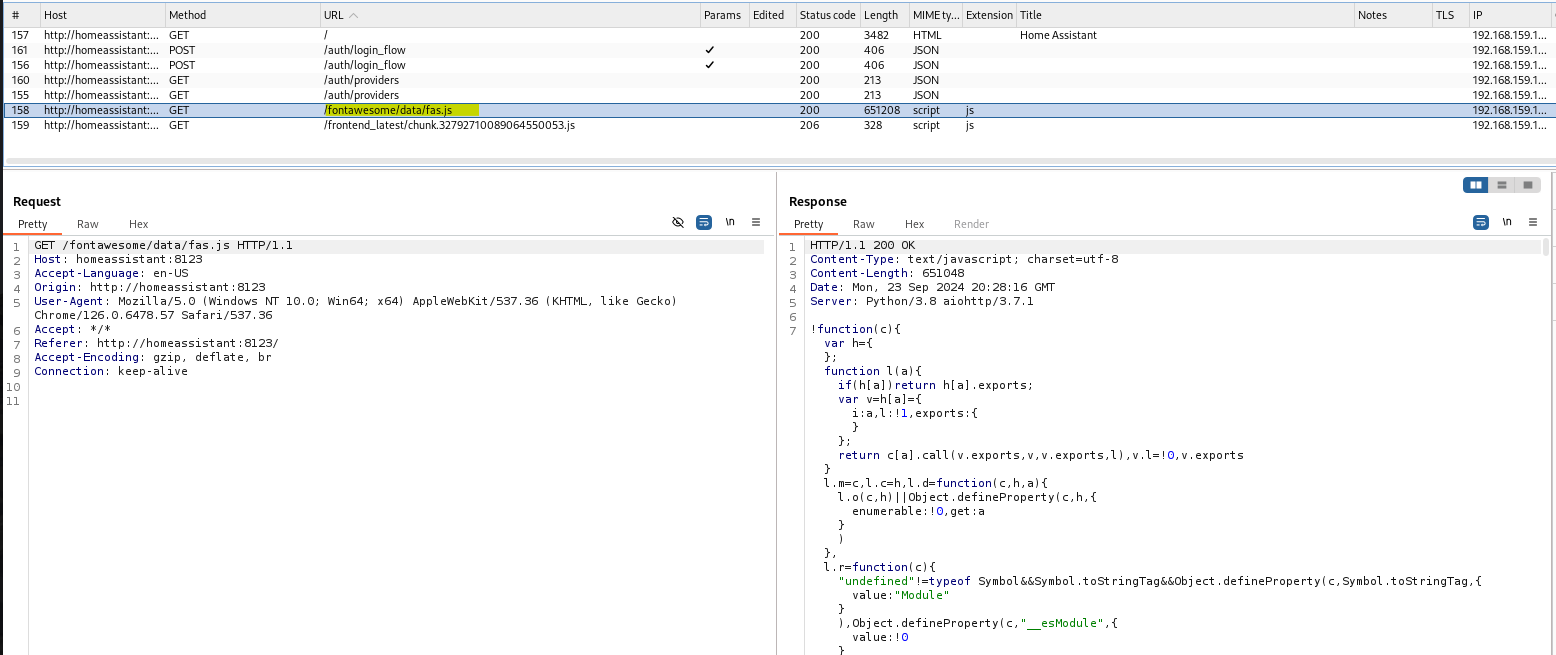 # Host Method URL Params Edited Status code Length MIME ty... Extension Title Notes TLS IP
157 http://homeassistant:... GET / 200 3482 HTML Home Assistant 192.168.159.1...
161 http://homeassistant:... POST /auth/login_flow ✓ 200 406 JSON 192.168.159.1...
156 http://homeassistant:... POST /auth/login_flow ✓ 200 406 JSON 192.168.159.1...
160 http://homeassistant:... GET /auth/providers 200 213 JSON 192.168.159.1...
155 http://homeassistant:... GET /auth/providers 200 213 JSON 192.168.159.1...
158 http://homeassistant:... GET /fontawesome/data/fas.js 200 651208 script js 192.168.159.1...
159 http://homeassistant:... GET /frontend_latest/chunk.32792710089064550053.js 206 328 script js 192.168.159.1...
Request
Pretty Raw Hex \n
1 GET /fontawesome/data/fas.js HTTP/1.1
2 Host: homeassistant:8123
3 Accept-Language: en-US
4 Origin: http://homeassistant:8123
5 User-Agent: Mozilla/5.0 (Windows NT 10.0; Win64; x64) AppleWebKit/537.36 (KHTML, like Gecko)
Chrome/126.0.6478.57 Safari/537.36
6 Accept: */*
7 Referer: http://homeassistant:8123/
8 Accept-Encoding: gzip, deflate, br
9 Connection: keep-alive
10
11
Response
Pretty Raw Hex Render \n
1 HTTP/1.1 200 OK
2 Content-Type: text/javascript; charset=utf-8
3 Content-Length: 651048
4 Date: Mon, 23 Sep 2024 20:28:16 GMT
5 Server: Python/3.8 aiohttp/3.7.1
6
7 !function(c){
var h={
};
function l(a){
if(h[a])return h[a].exports;
var v=h[a]={
i:a,l:!1,exports:{
}
};
return c[a].call(v.exports,v,v.exports,l),v.l=!0,v.exports
}
l.m=c,l.c=h,l.d=function(c,h,a){
l.o(c,h)||Object.defineProperty(c,h,{
enumerable:!0,get:a
}
)
},
l.r=function(c){
"undefined"!=typeof Symbol&&Symbol.toStringTag&&Object.defineProperty(c,Symbol.toStringTag,{
value:"Module"
}
),Object.defineProperty(c,"__esModule",{
value:!0
}